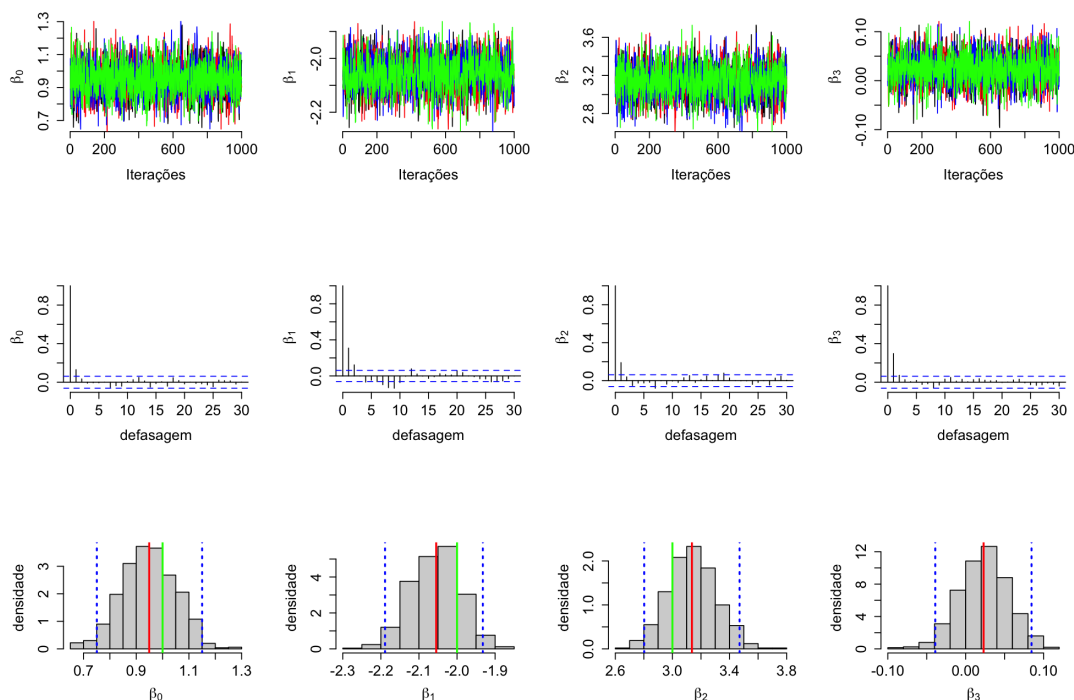 β0
0.7 0.9 1.1 1.3
0 200 600 1000
Iterações
β1
-2.2 -2.0
0 200 600 1000
Iterações
β2
2.8 3.2 3.6
0 200 600 1000
Iterações
β3
-0.10 0.00 0.10
0 200 600 1000
Iterações
β0
0.0 0.4 0.8
0 5 10 15 20 25 30
defasagem
β1
0.0 0.4 0.8
0 5 10 15 20 25 30
defasagem
β2
0.0 0.4 0.8
0 5 10 15 20 25 30
defasagem
β3
0.0 0.4 0.8
0 5 10 15 20 25 30
defasagem
densidade
0 1 2 3
0.7 0.9 1.1 1.3
β0
densidade
0 2 4
-2.3 -2.2 -2.1 -2.0 -1.9
β1
densidade
0.0 1.0 2.0
2.6 3.0 3.4 3.8
β2
densidade
0 4 8 12
-0.10 0.00 0.10
β3